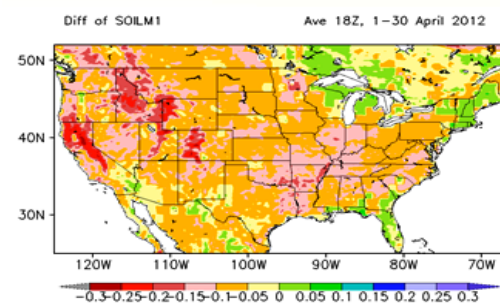 Diff of SOILM1 Ave 18Z, 1-30 April 2012
50N
40N
30N
120W 110W 100W 90W 80W 70W
-0.3-0.25-0.2-0.15-0.1-0.05 0 0.05 0.1 0.15 0.2 0.25 0.3